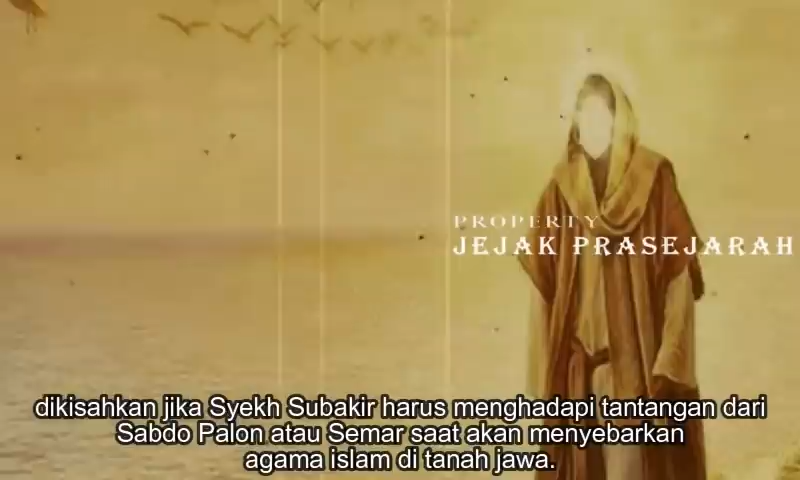 PROPERTY
JEJAK PRASEJARAH
dikisahkan jika Syekh Subakir harus menghadapi tantangan dari
Sabdo Palon atau Semar saat akan menyebarkan
agama islam di tanah jawa.